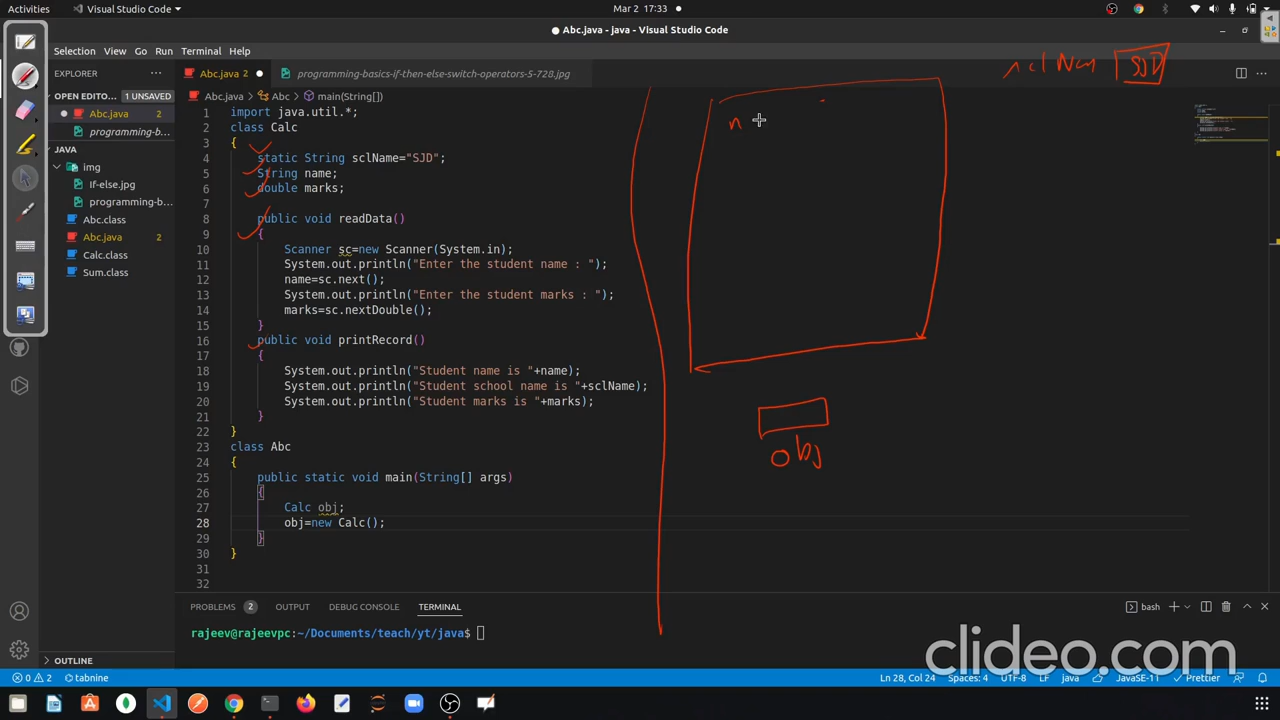 Activities
Visual Studio Code
Mar 2 17:33
Abc.java - java - Visual Studio Code
Selection View Go Run Terminal Help
EXPLORER
OPEN EDITO... 1 UNSAVED
Abc.java 2
programming-b...
JAVA
img
If-else.jpg
programming-b...
Abc.class
Abc.java 2
Calc.class
Sum.class
OUTLINE
Abc.java 2
programming-basics-if-then-else-switch-operators-5-728.jpg
Abc.java > Abc > main(String[])
1 import java.util.*;
2 class Calc
3 {
4 static String sclName="SJD";
5 String name;
6 double marks;
7
8 public void readData()
9 {
10 Scanner sc=new Scanner(System.in);
11 System.out.println("Enter the student name : ");
12 name=sc.next();
13 System.out.println("Enter the student marks : ");
14 marks=sc.nextDouble();
15 }
16 public void printRecord()
17 {
18 System.out.println("Student name is "+name);
19 System.out.println("Student school name is "+sclName);
20 System.out.println("Student marks is "+marks);
21 }
22 }
23 class Abc
24 {
25 public static void main(String[] args)
26 {
27 Calc obj;
28 obj=new Calc();
29 }
30 }
31
32
SJD
n
obj
PROBLEMS 2 OUTPUT DEBUG CONSOLE TERMINAL
bash
rajeev@rajeevpc:~/Documents/teach/yt/java$
clideo.com
0 2 tabnine
Ln 28, Col 24 Spaces: 4 UTF-8 LF java JavaSE-11 Prettier